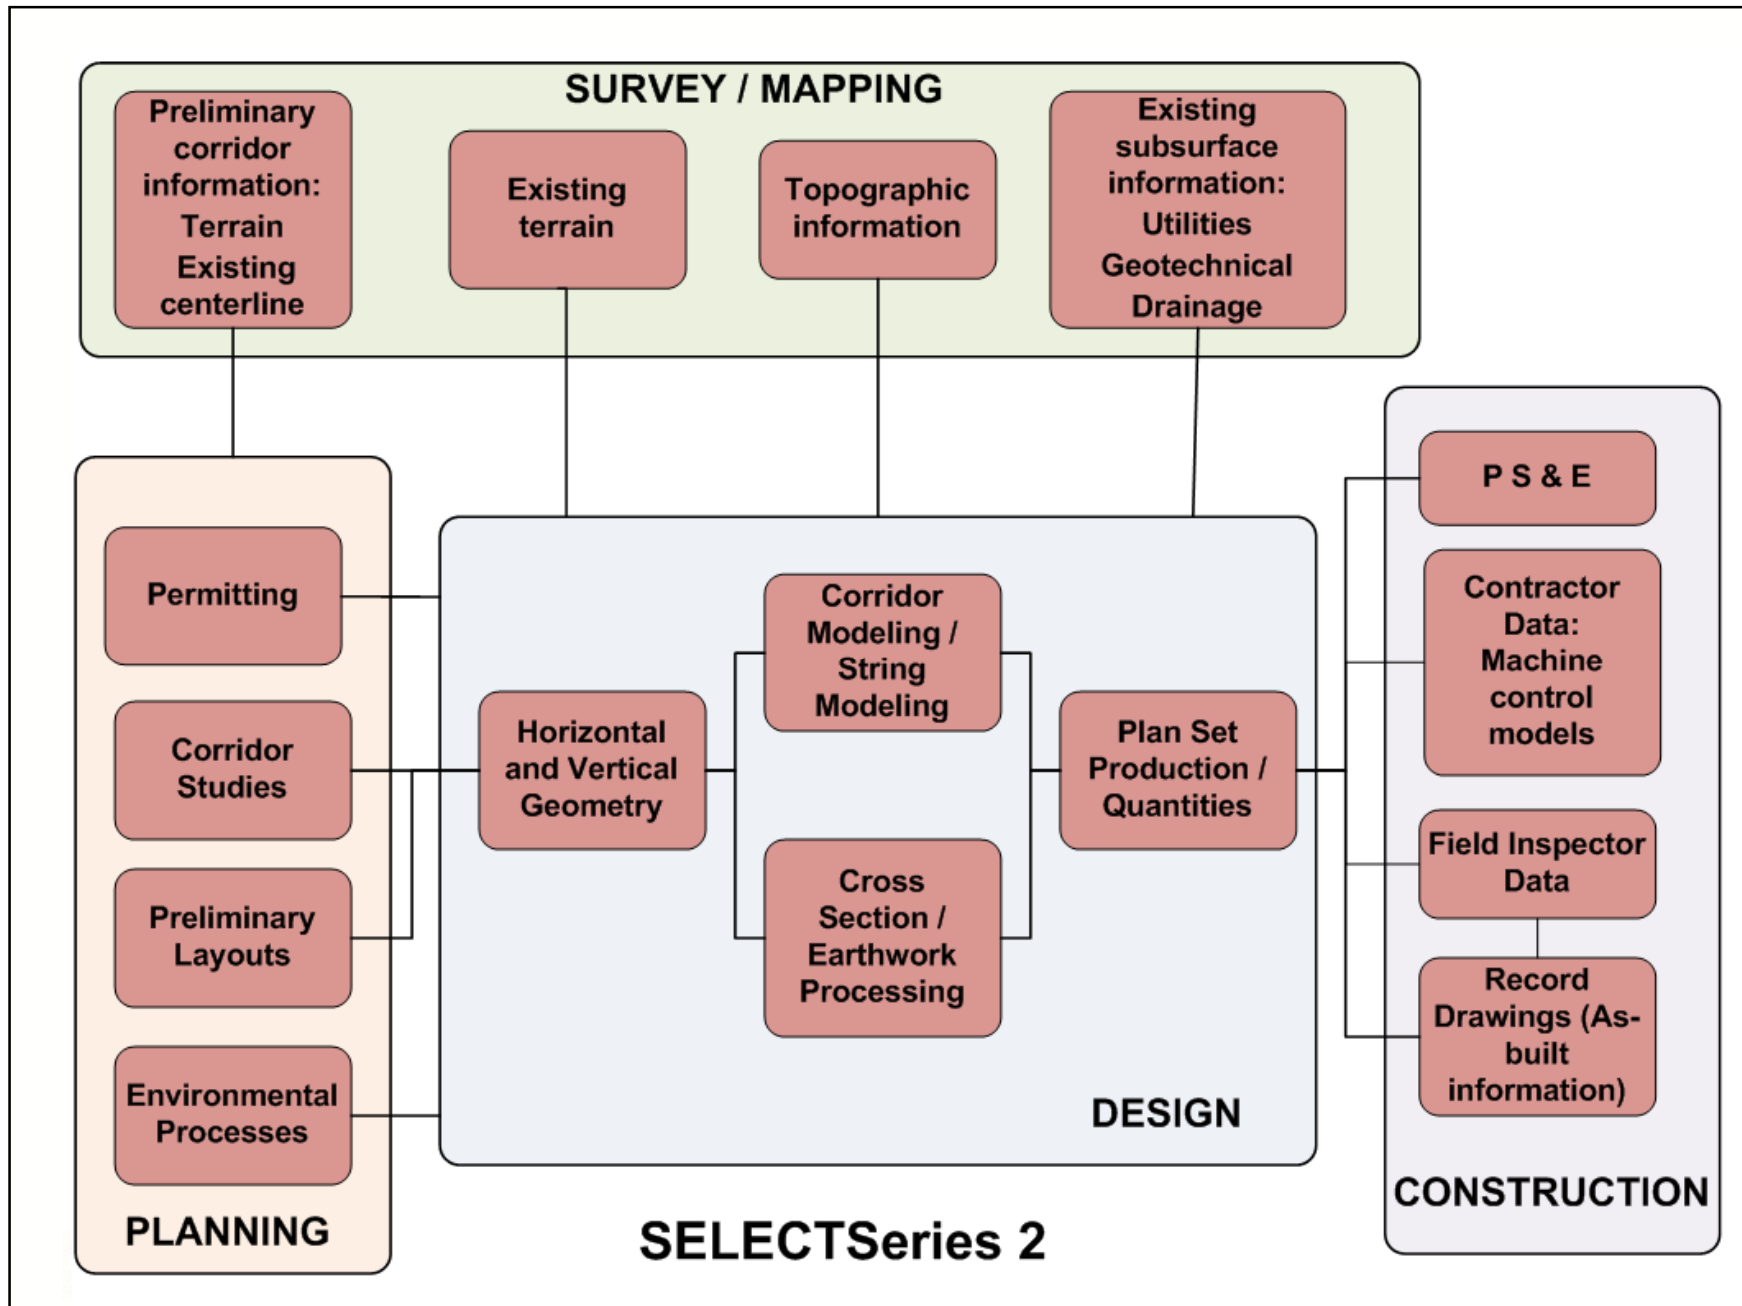 SURVEY / MAPPING
Preliminary
corridor
information:
Terrain
Existing
centerline
Existing
terrain
Topographic
information
Existing
subsurface
information:
Utilities
Geotechnical
Drainage
Permitting
Corridor
Studies
Preliminary
Layouts
Environmental
Processes
PLANNING
Horizontal
and Vertical
Geometry
Corridor
Modeling /
String
Modeling
Cross
Section /
Earthwork
Processing
Plan Set
Production /
Quantities
DESIGN
P S & E
Contractor
Data:
Machine
control
models
Field Inspector
Data
Record
Drawings (As-
built
information)
CONSTRUCTION
SELECTSeries 2